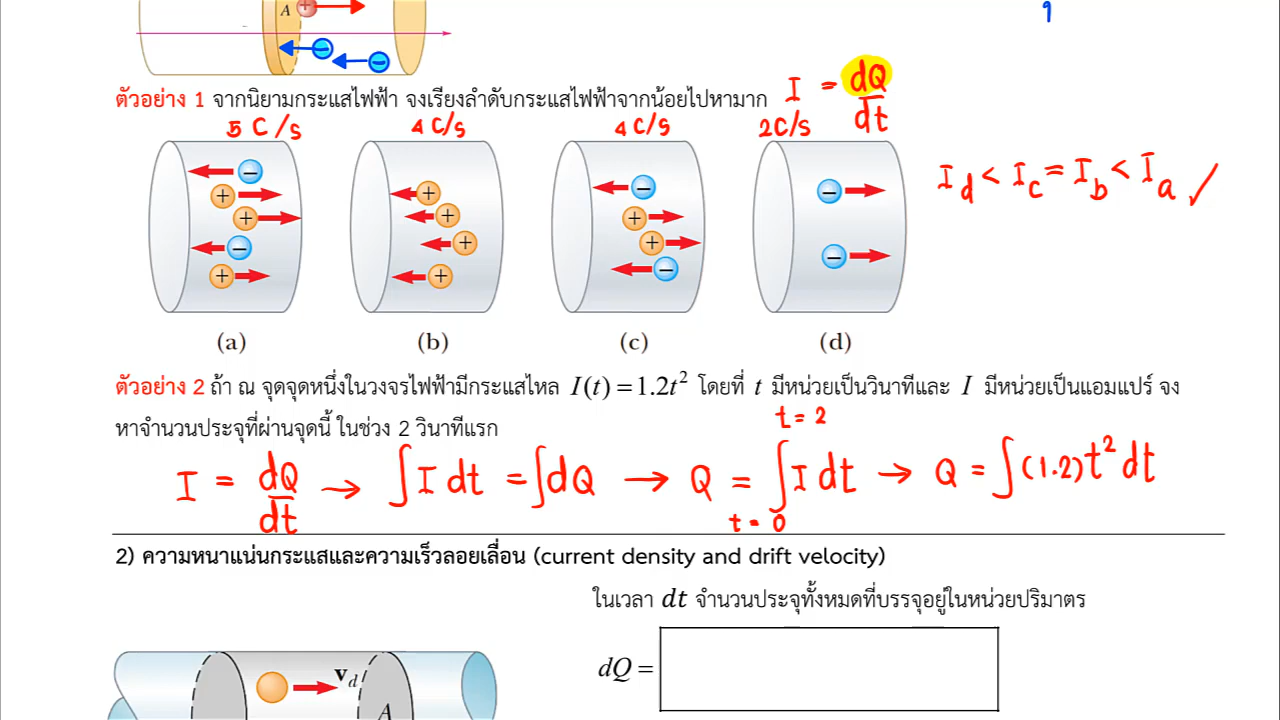 A
ตัวอย่าง 1 จากนิยามกระแสไฟฟ้า จงเรียงลำดับกระแสไฟฟ้าจากน้อยไปหามาก
I = dQ/dt
5 C/s 4 C/s 4 C/s 2C/s
I_d < I_c = I_b < I_a ✓
(a) (b) (c) (d)
ตัวอย่าง 2 ถ้า ณ จุดจุดหนึ่งในวงจรไฟฟ้ามีกระแสไหล I(t) = 1.2t² โดยที่ t มีหน่วยเป็นวินาทีและ I มีหน่วยเป็นแอมแปร์ จง
หาจำนวนประจุที่ผ่านจุดนี้ ในช่วง 2 วินาทีแรก
t = 2
I = dQ/dt → ∫I dt = ∫dQ → Q = ∫I dt → Q = ∫(1.2)t² dt
t = 0
2) ความหนาแน่นกระแสและความเร็วลอยเลื่อน (current density and drift velocity)
ในเวลา dt จำนวนประจุทั้งหมดที่บรรจุอยู่ในหน่วยปริมาตร
dQ =
v_d
A